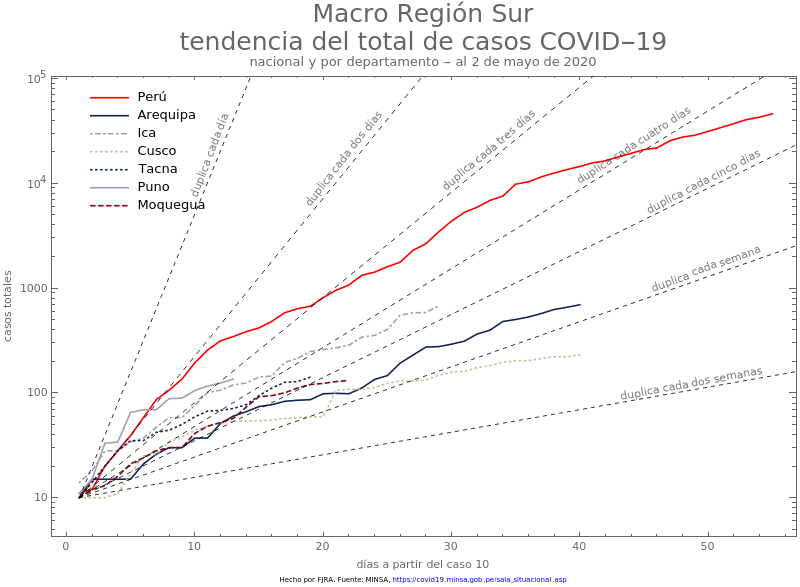 Macro Región Sur
tendencia del total de casos COVID−19
nacional y por departamento − al 2 de mayo de 2020
10^5
10^4
1000
100
10
casos totales
Perú
Arequipa
Ica
Cusco
Tacna
Puno
Moquegua
duplica cada día
duplica cada dos días
duplica cada tres días
duplica cada cuatro días
duplica cada cinco días
duplica cada semana
duplica cada dos semanas
0 10 20 30 40 50
días a partir del caso 10
Hecho por FJRA. Fuente: MINSA, https://covid19.minsa.gob.pe/sala_situacional.asp